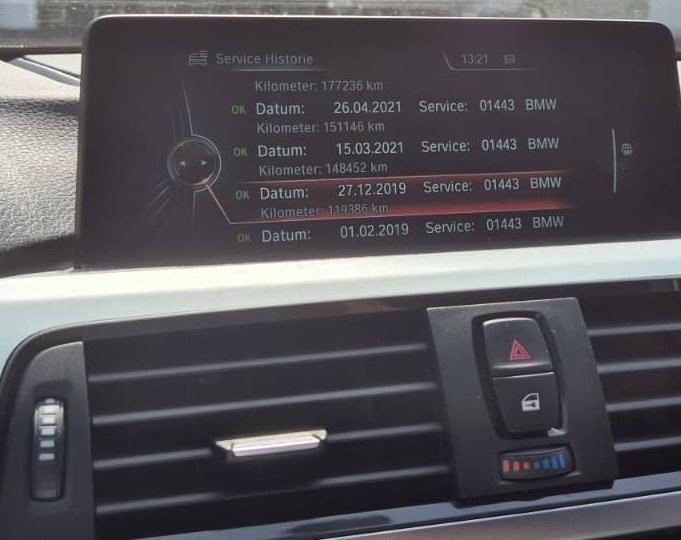 Service Historie 13:21
Kilometer: 177236 km
OK Datum: 26.04.2021 Service: 01443 BMW
Kilometer: 151146 km
OK Datum: 15.03.2021 Service: 01443 BMW
Kilometer: 148452 km
OK Datum: 27.12.2019 Service: 01443 BMW
Kilometer: 119386 km
OK Datum: 01.02.2019 Service: 01443 BMW